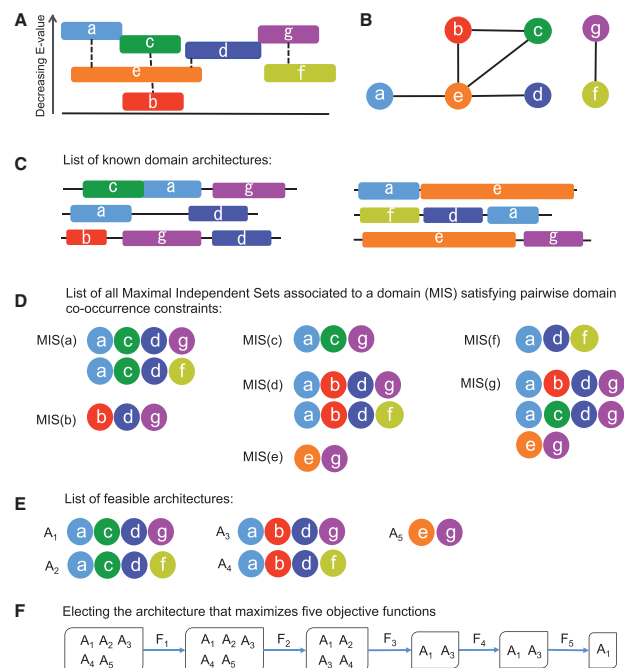 A
Decreasing E-value
a
c
g
d
e
f
b
B
b
c
g
a
e
d
f
C List of known domain architectures:
c a g
a e
a d
f d a
b g d
e g
D List of all Maximal Independent Sets associated to a domain (MIS) satisfying pairwise domain
co-occurrence constraints:
MIS(a) a c d g
a c d f
MIS(b) b d g
MIS(c) a c g
MIS(d) a b d g
a b d f
MIS(e) e g
MIS(f) a d f
MIS(g) a b d g
a c d g
e g
E List of feasible architectures:
A1 a c d g
A2 a c d f
A3 a b d g
A4 a b d f
A5 e g
F Electing the architecture that maximizes five objective functions
A1 A2 A3
A4 A5
F1
A1 A2 A3
A4 A5
F2
A1 A2
A3 A4
F3
A1 A3
F4
A1 A3
F5
A1